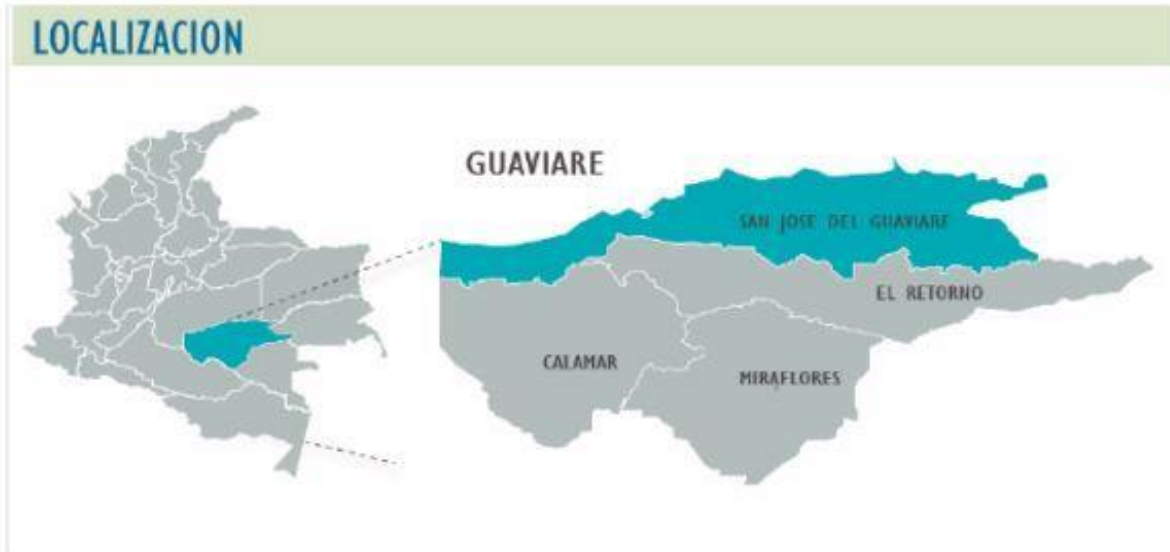 LOCALIZACION
GUAVIARE
SAN JOSE DEL GUAVIARE
EL RETORNO
CALAMAR
MIRAFLORES